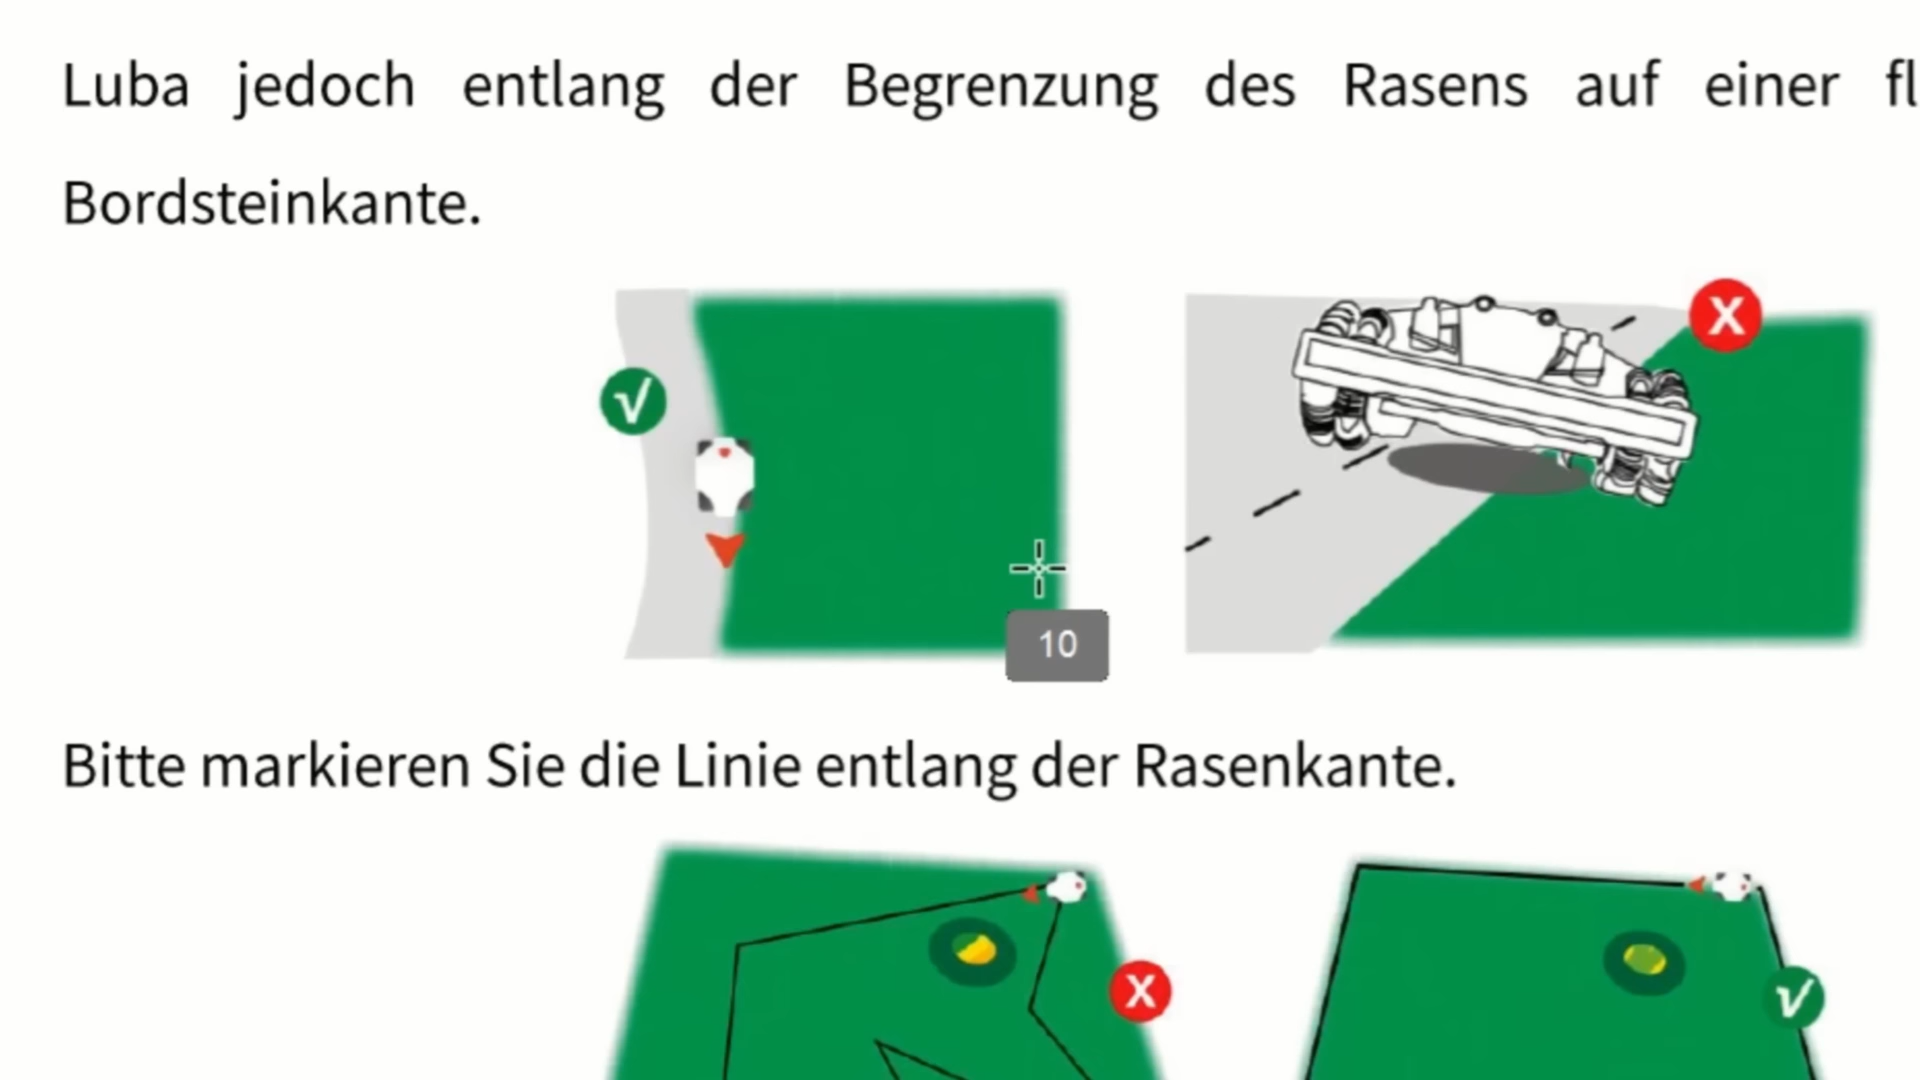 Luba jedoch entlang der Begrenzung des Rasens auf einer
Bordsteinkante.
X
10
Bitte markieren Sie die Linie entlang der Rasenkante.
X